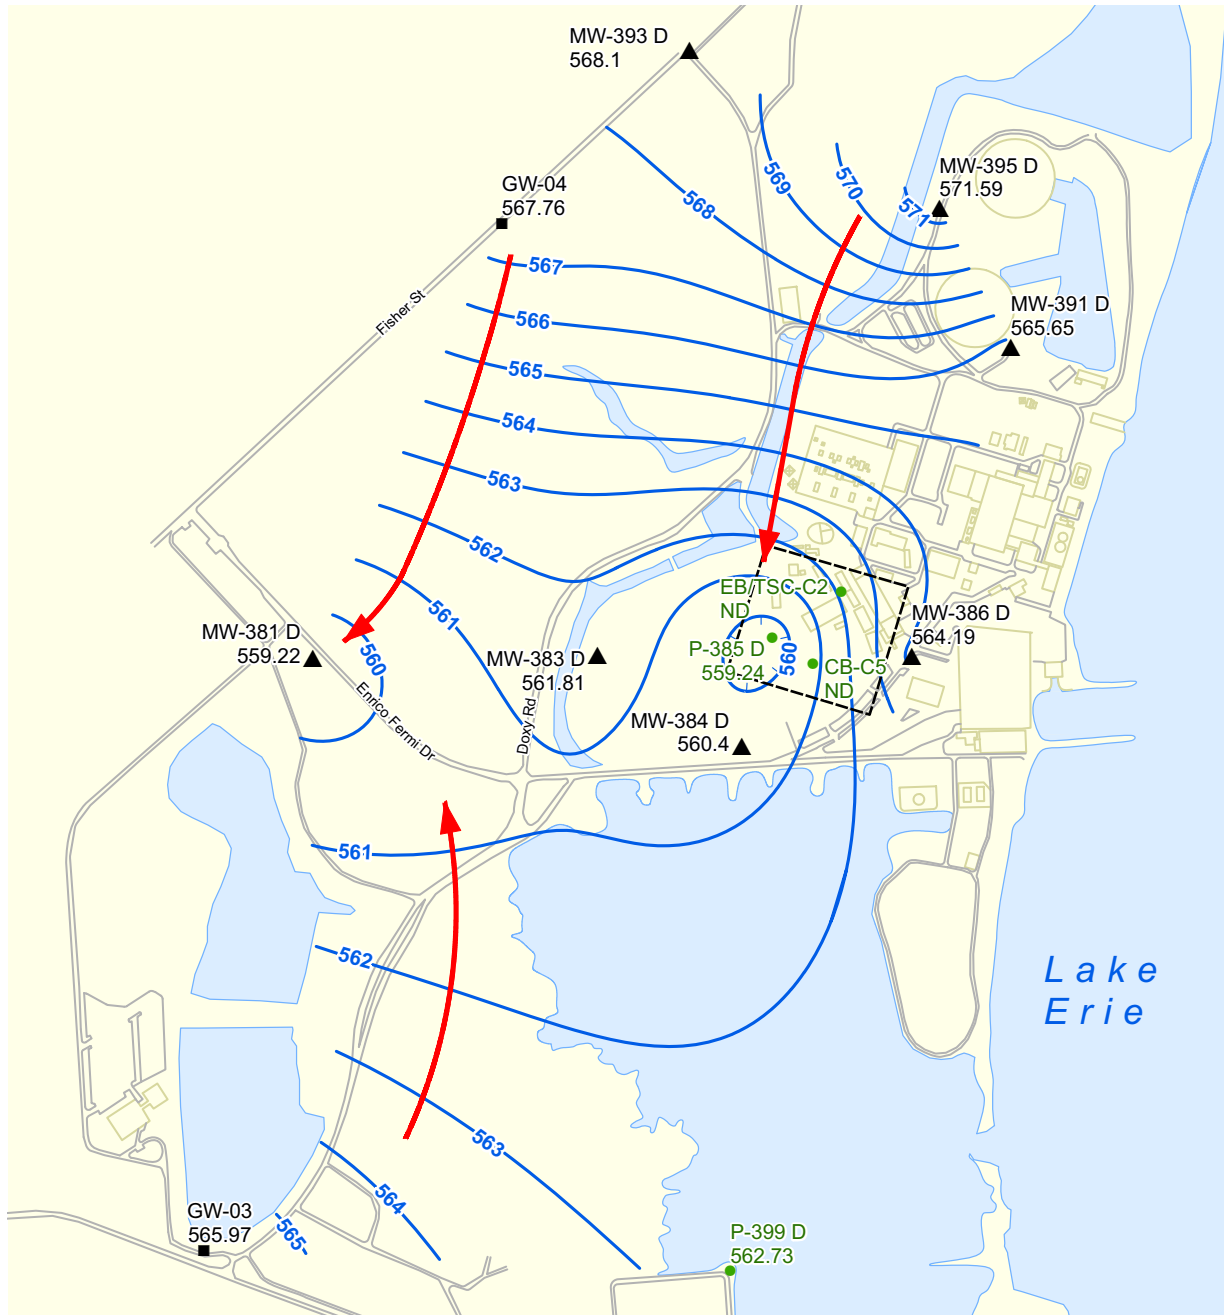 MW-393 D
568.1
MW-395 D
571.59
GW-04
567.76
569
570
571
568
567
MW-391 D
565.65
Fisher St
566
565
564
563
562
EB/TSC-C2
ND
561
MW-386 D
564.19
MW-381 D
559.22
560
MW-383 D
561.81
P-385 D
559.24
560
CB-C5
ND
Enrico Fermi Dr
Doxy Rd
MW-384 D
560.4
561
562
Lake
Erie
563
564
GW-03
565.97
565
P-399 D
562.73